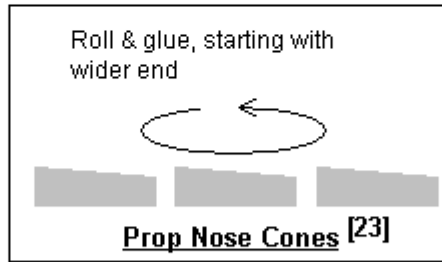 Roll & glue, starting with
wider end
Prop Nose Cones [23]